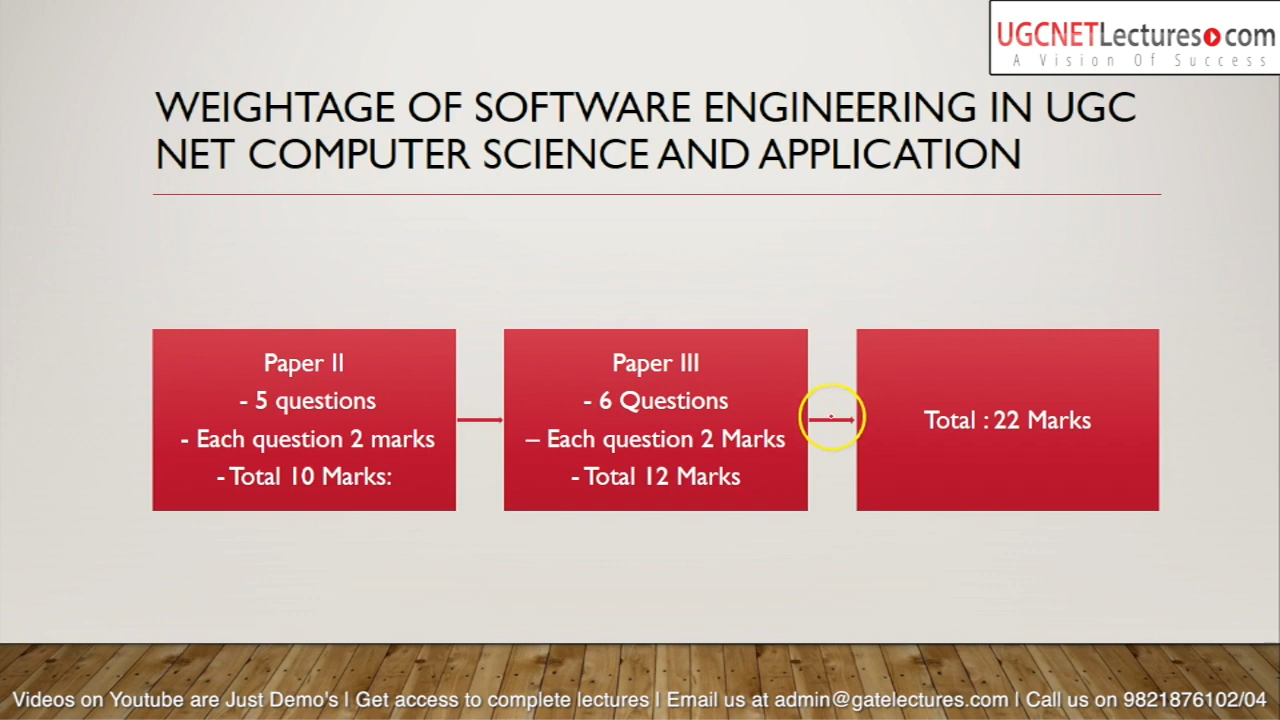 UGCNETLectures.com
A Vision Of Success
WEIGHTAGE OF SOFTWARE ENGINEERING IN UGC
NET COMPUTER SCIENCE AND APPLICATION
Paper II
- 5 questions
- Each question 2 marks
- Total 10 Marks:
Paper III
- 6 Questions
– Each question 2 Marks
- Total 12 Marks
Total : 22 Marks
Videos on Youtube are Just Demo's | Get access to complete lectures | Email us at admin@gatelectures.com | Call us on 9821876102/04